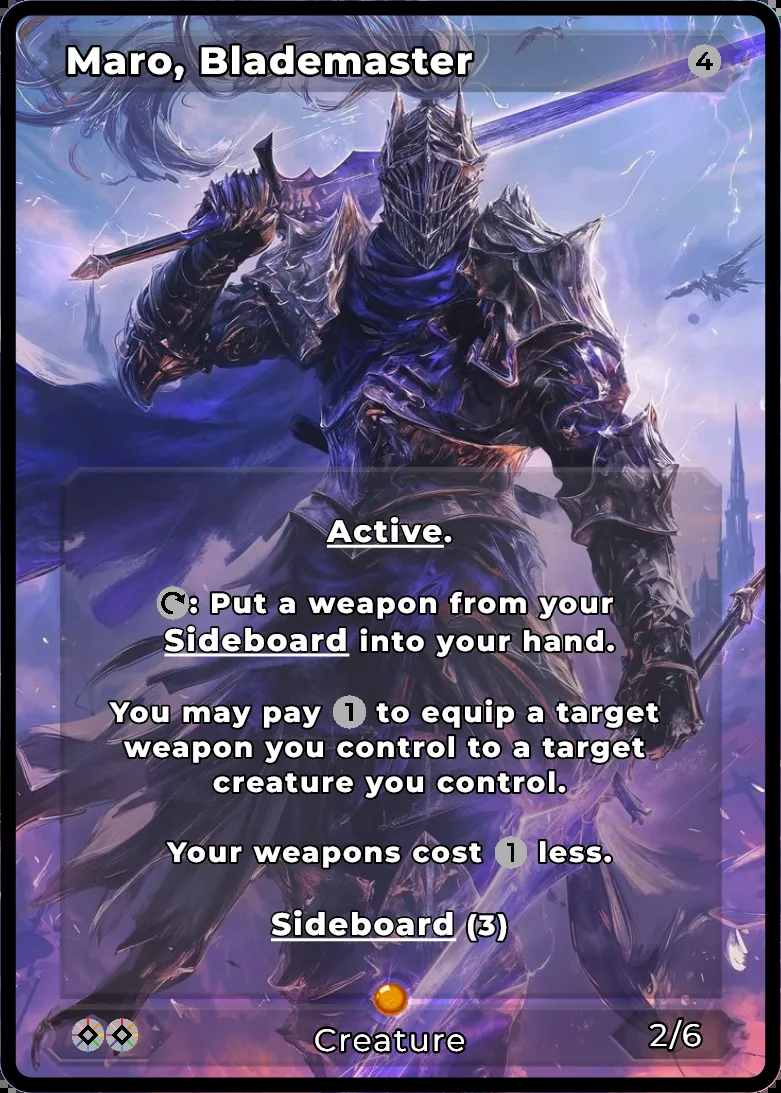 Maro, Blademaster 4
Active.
: Put a weapon from your
Sideboard into your hand.
You may pay 1 to equip a target
weapon you control to a target
creature you control.
Your weapons cost 1 less.
Sideboard (3)
Creature 2/6